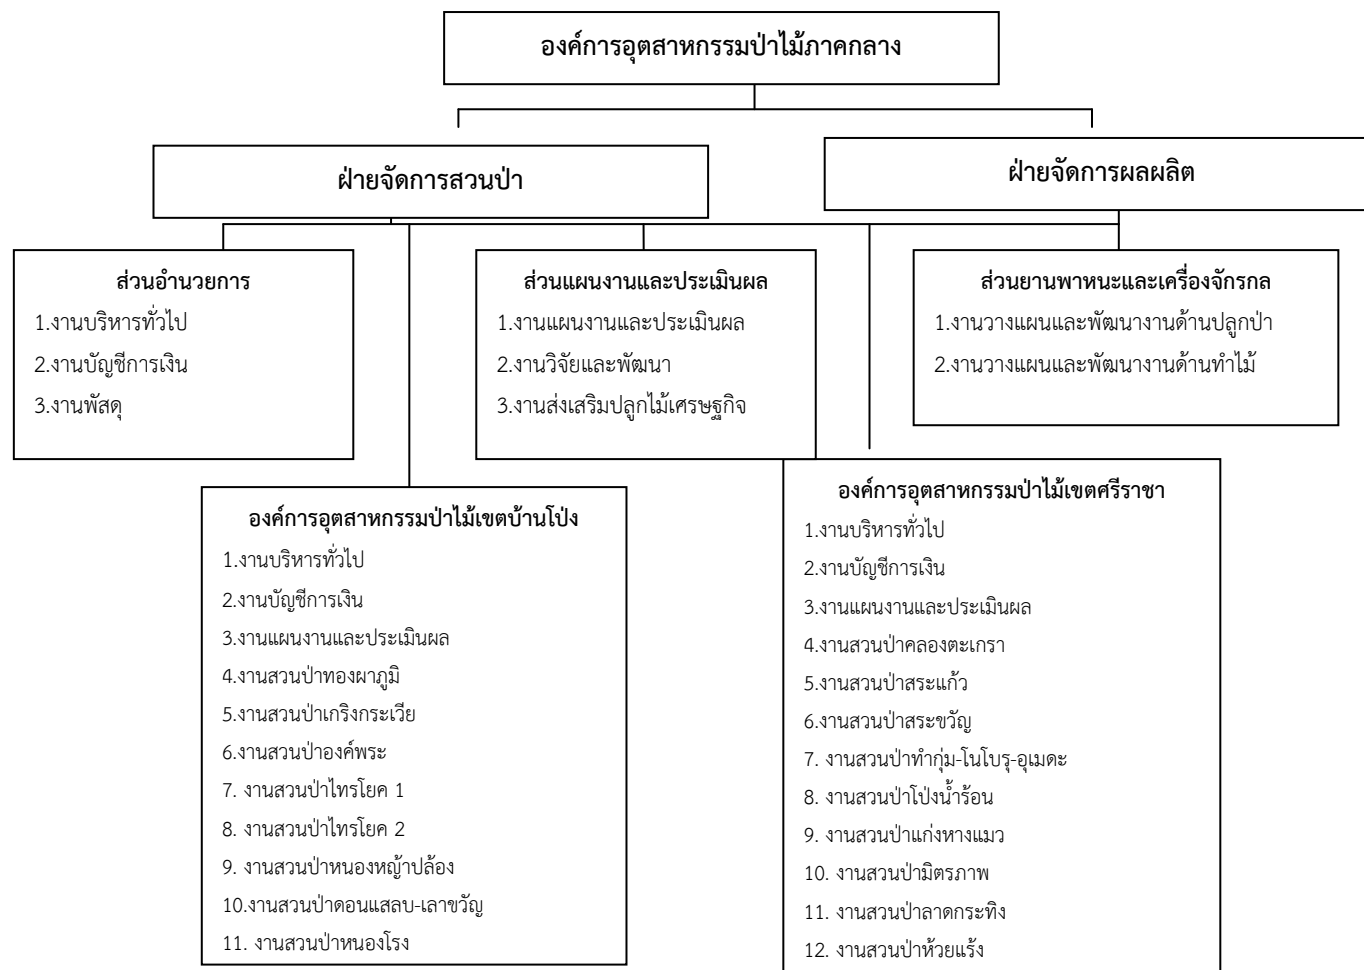 องค์การอุตสาหกรรมป่าไม้ภาคกลาง
ฝ่ายจัดการสวนป่า
ฝ่ายจัดการผลผลิต
ส่วนอำนวยการ
1.งานบริหารทั่วไป
2.งานบัญชีการเงิน
3.งานพัสดุ
ส่วนแผนงานและประเมินผล
1.งานแผนงานและประเมินผล
2.งานวิจัยและพัฒนา
3.งานส่งเสริมปลูกไม้เศรษฐกิจ
ส่วนยานพาหนะและเครื่องจักรกล
1.งานวางแผนและพัฒนางานด้านปลูกป่า
2.งานวางแผนและพัฒนางานด้านทำไม้
องค์การอุตสาหกรรมป่าไม้เขตบ้านโป่ง
1.งานบริหารทั่วไป
2.งานบัญชีการเงิน
3.งานแผนงานและประเมินผล
4.งานสวนป่าทองผาภูมิ
5.งานสวนป่าเกริงกระเวีย
6.งานสวนป่าองค์พระ
7. งานสวนป่าไทรโยค 1
8. งานสวนป่าไทรโยค 2
9. งานสวนป่าหนองหญ้าปล้อง
10.งานสวนป่าดอนแสลบ-เลาขวัญ
11. งานสวนป่าหนองโรง
องค์การอุตสาหกรรมป่าไม้เขตศรีราชา
1.งานบริหารทั่วไป
2.งานบัญชีการเงิน
3.งานแผนงานและประเมินผล
4.งานสวนป่าคลองตะเกรา
5.งานสวนป่าสระแก้ว
6.งานสวนป่าสระขวัญ
7. งานสวนป่าทำกุ่ม-โนโบรุ-อุเมดะ
8. งานสวนป่าโป่งน้ำร้อน
9. งานสวนป่าแก่งหางแมว
10. งานสวนป่ามิตรภาพ
11. งานสวนป่าลาดกระทิง
12. งานสวนป่าห้วยแร้ง